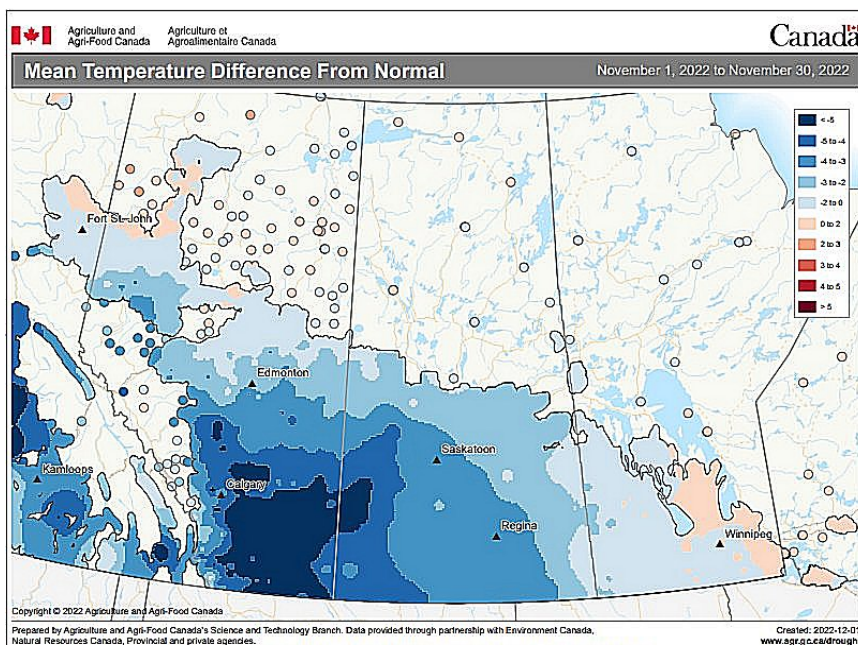 Agriculture and Agriculture et
Agri-Food Canada Agroalimentaire Canada
Canada
Mean Temperature Difference From Normal November 1, 2022 to November 30, 2022
< -5
-5 to -4
-4 to -3
-3 to -2
-2 to 0
0 to 2
2 to 3
3 to 4
4 to 5
> 5
Fort St-John
Edmonton
Saskatoon
Kamloops
Calgary
Regina
Winnipeg
Copyright © 2022 Agriculture and Agri-Food Canada
Prepared by Agriculture and Agri-Food Canada's Science and Technology Branch. Data provided through partnership with Environment Canada,
Natural Resources Canada, Provincial and private agencies.
Created: 2022-12-01
www.agr.gc.ca/drough